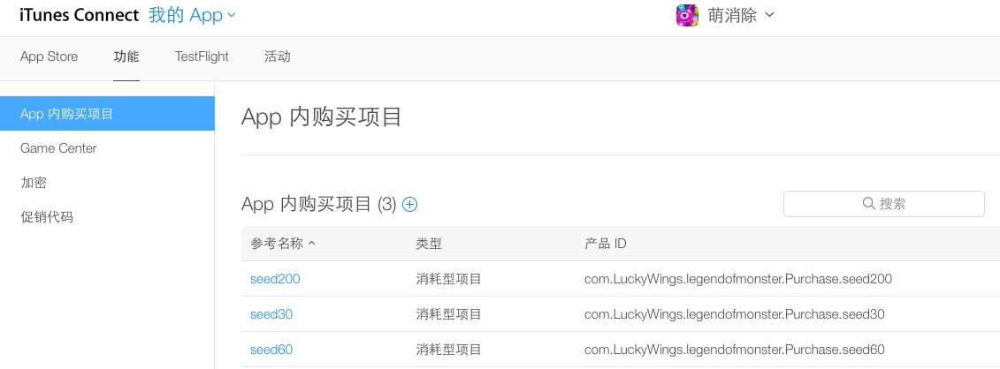 iTunes Connect 我的 App 萌消除
App Store 功能 TestFlight 活动
App 内购买项目
Game Center
加密
促销代码
App 内购买项目
App 内购买项目 (3)
搜索
参考名称 类型 产品 ID
seed200 消耗型项目 com.LuckyWings.legendofmonster.Purchase.seed200
seed30 消耗型项目 com.LuckyWings.legendofmonster.Purchase.seed30
seed60 消耗型项目 com.LuckyWings.legendofmonster.Purchase.seed60